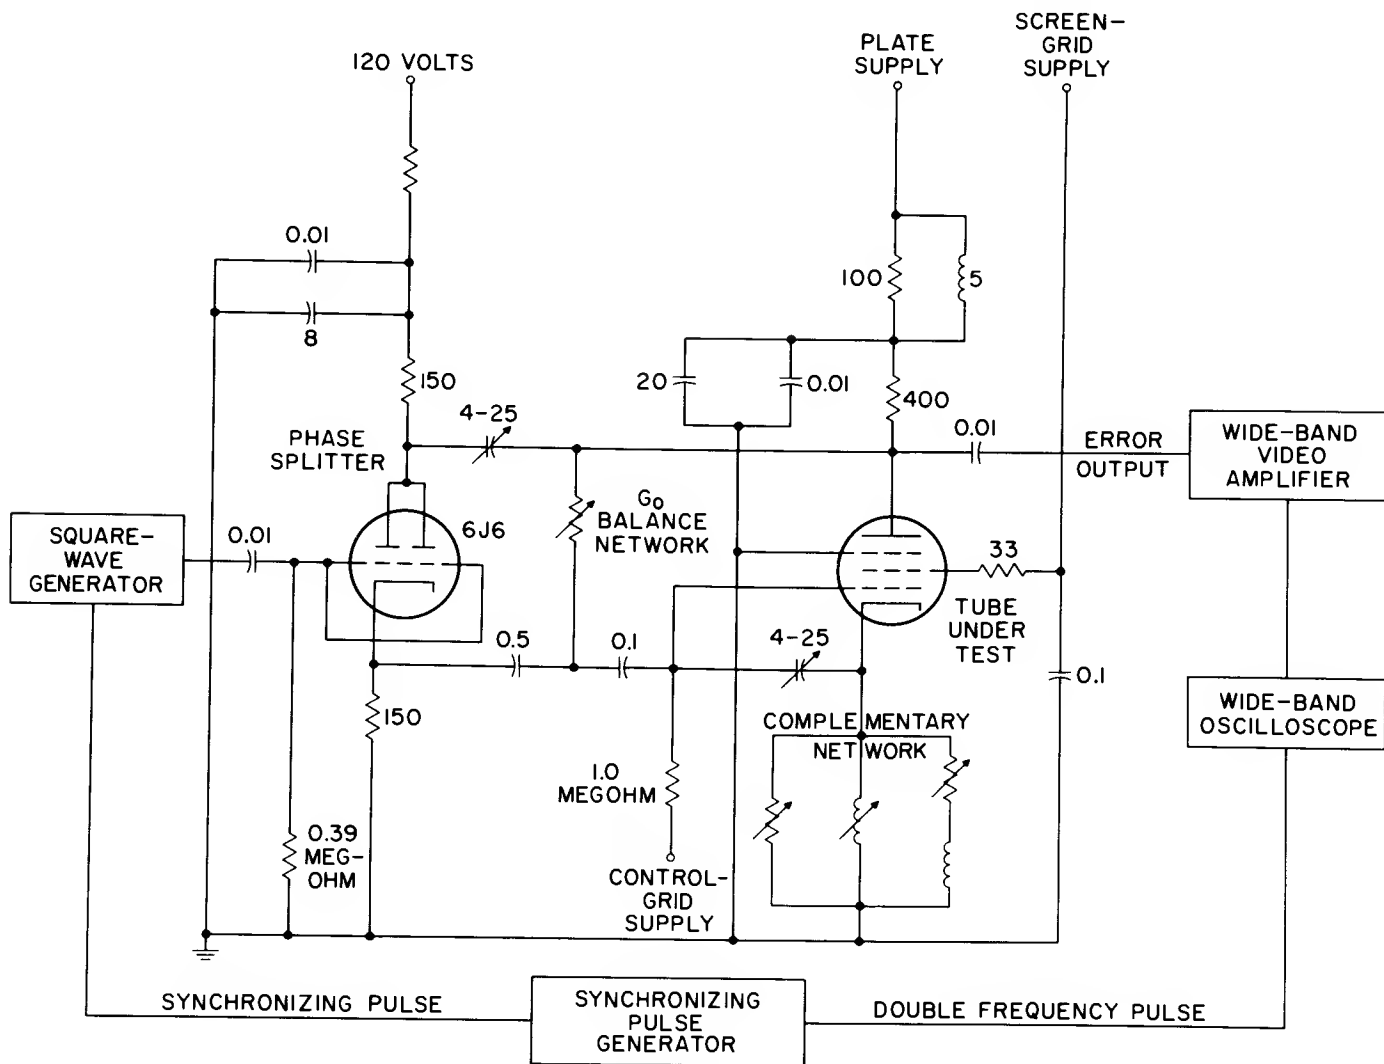 SCREEN-
GRID
SUPPLY
PLATE
SUPPLY
120 VOLTS
0.01
8
150
100
5
20
0.01
400
4-25
PHASE
SPLITTER
0.01
ERROR
OUTPUT
WIDE-BAND
VIDEO
AMPLIFIER
G₀
BALANCE
NETWORK
6J6
SQUARE-
WAVE
GENERATOR
0.01
33
TUBE
UNDER
TEST
0.5
0.1
4-25
0.1
WIDE-BAND
OSCILLOSCOPE
150
COMPLEMENTARY
NETWORK
1.0
MEGOHM
0.39
MEG-
OHM
CONTROL-
GRID
SUPPLY
SYNCHRONIZING PULSE
SYNCHRONIZING
PULSE
GENERATOR
DOUBLE FREQUENCY PULSE